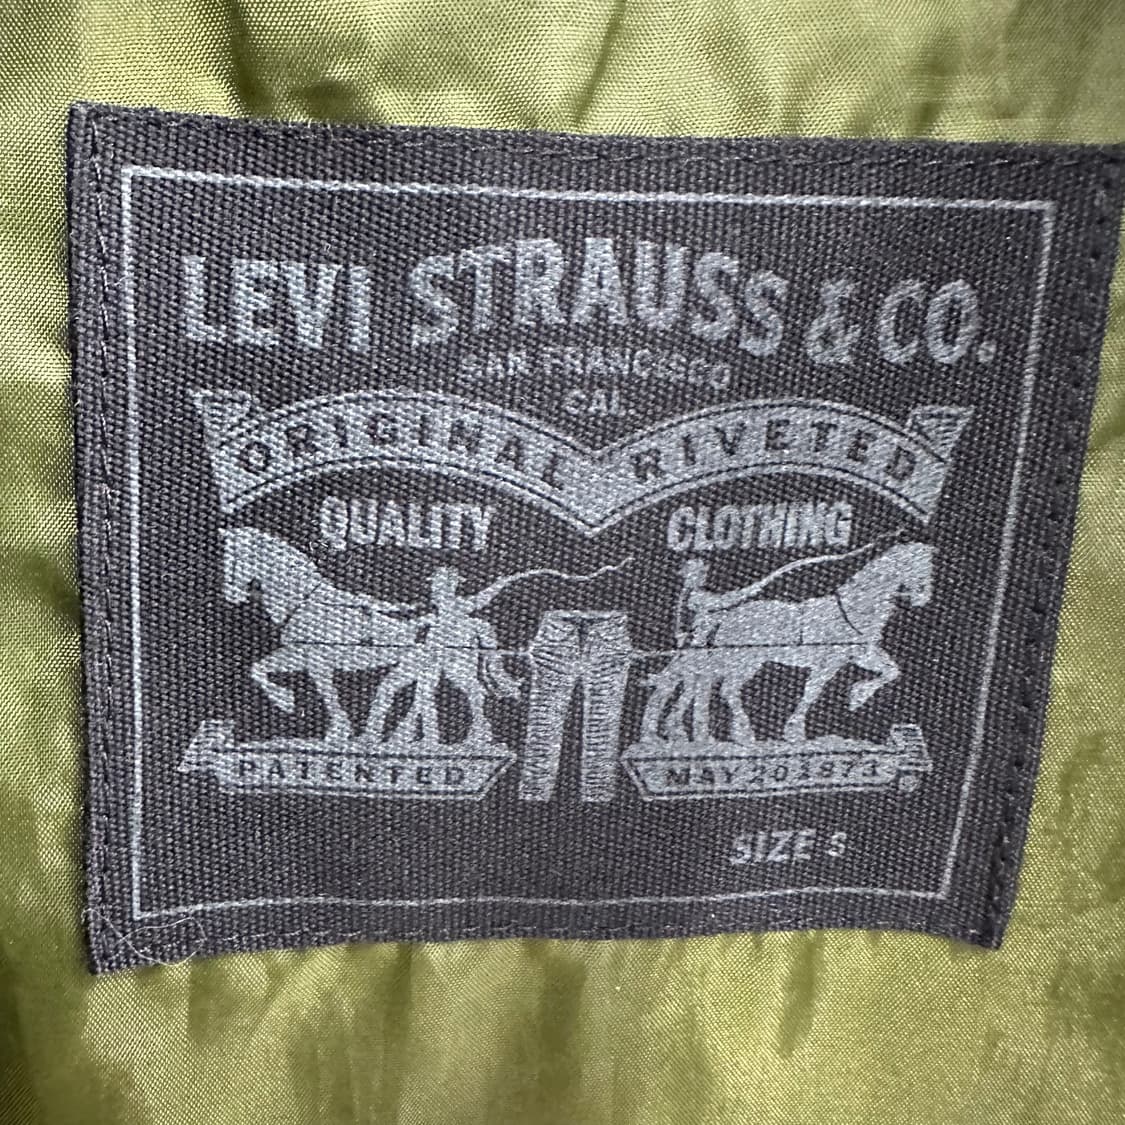 LEVI STRAUSS & CO.
SAN FRANCISCO
CAL.
ORIGINAL RIVETED
QUALITY CLOTHING
PATENTED MAY 20 1873
SIZE S